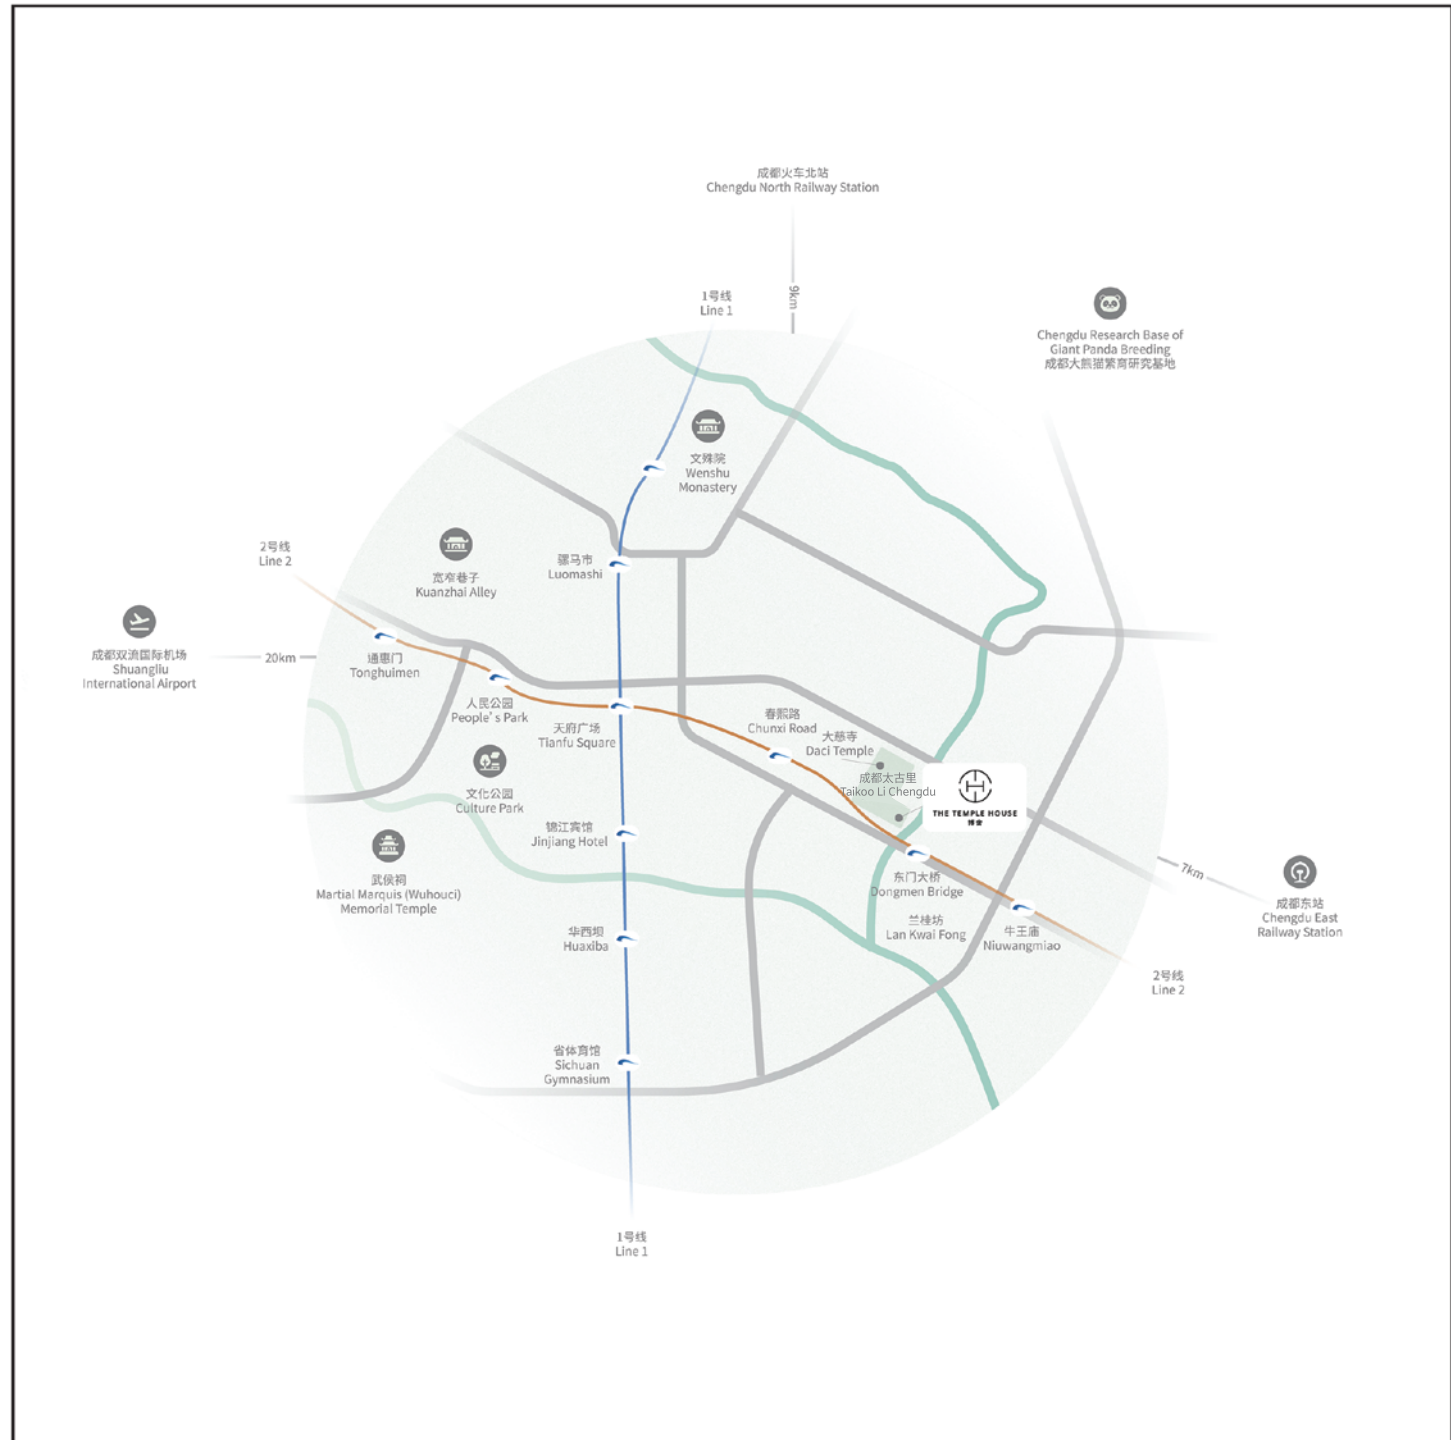 成都火车北站
Chengdu North Railway Station
9km
1号线
Line 1
Chengdu Research Base of
Giant Panda Breeding
成都大熊猫繁育研究基地
文殊院
Wenshu
Monastery
2号线
Line 2
宽窄巷子
Kuanzhai Alley
骡马市
Luomashi
成都双流国际机场
Shuangliu
International Airport
20km
通惠门
Tonghuimen
人民公园
People's Park
天府广场
Tianfu Square
春熙路
Chunxi Road
大慈寺
Daci Temple
成都太古里
Taikoo Li Chengdu
THE TEMPLE HOUSE
博舍
文化公园
Culture Park
锦江宾馆
Jinjiang Hotel
武侯祠
Martial Marquis (Wuhouci)
Memorial Temple
东门大桥
Dongmen Bridge
7km
成都东站
Chengdu East
Railway Station
兰桂坊
Lan Kwai Fong
牛王庙
Niuwangmiao
华西坝
Huaxiba
2号线
Line 2
省体育馆
Sichuan
Gymnasium
1号线
Line 1